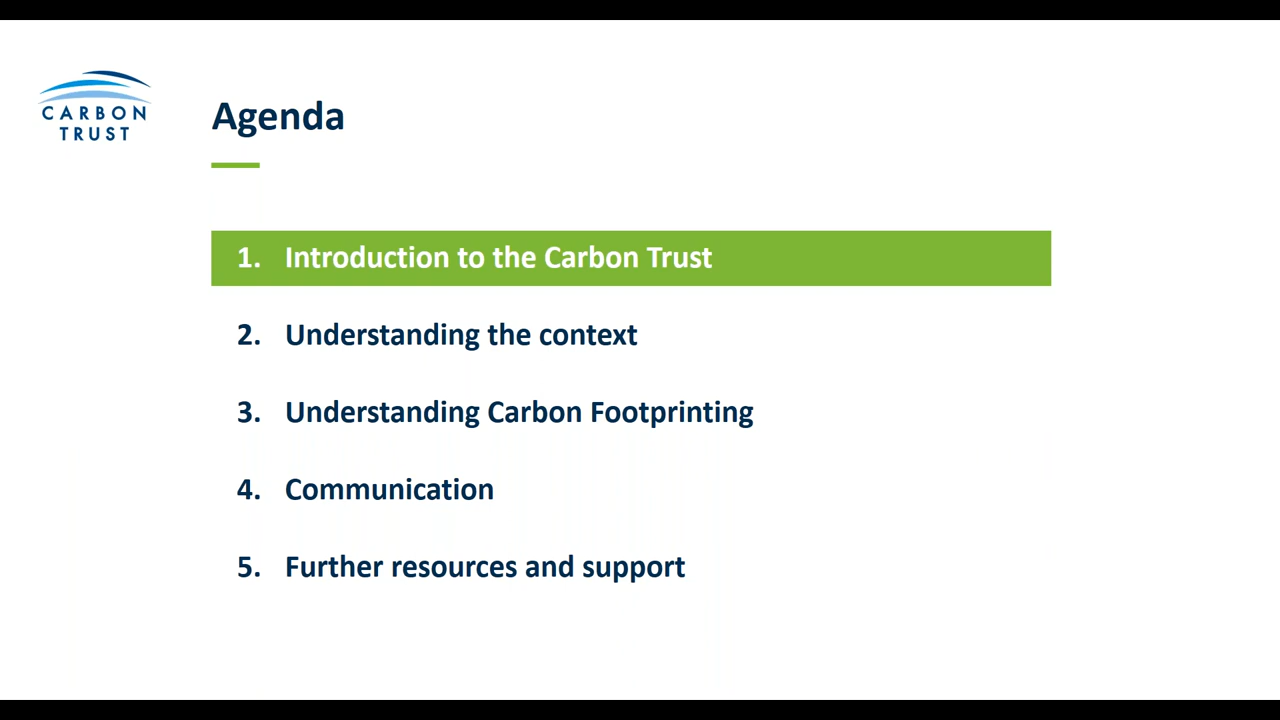 CARBON
TRUST
Agenda
1. Introduction to the Carbon Trust
2. Understanding the context
3. Understanding Carbon Footprinting
4. Communication
5. Further resources and support